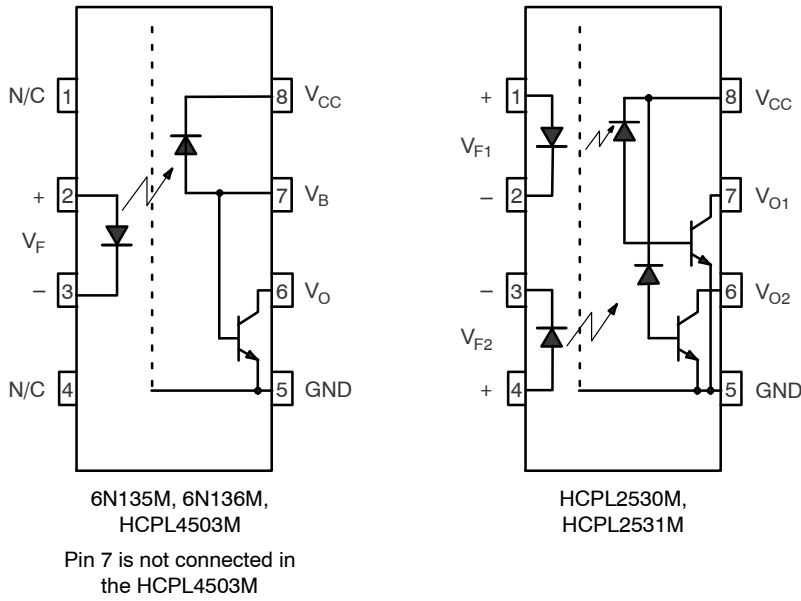 N/C 1
8 V_CC
+ 2
7 V_B
V_F
– 3
6 V_O
N/C 4
5 GND
6N135M, 6N136M,
HCPL4503M
Pin 7 is not connected in
the HCPL4503M
+ 1
8 V_CC
V_F1
– 2
7 V_O1
– 3
6 V_O2
V_F2
+ 4
5 GND
HCPL2530M,
HCPL2531M